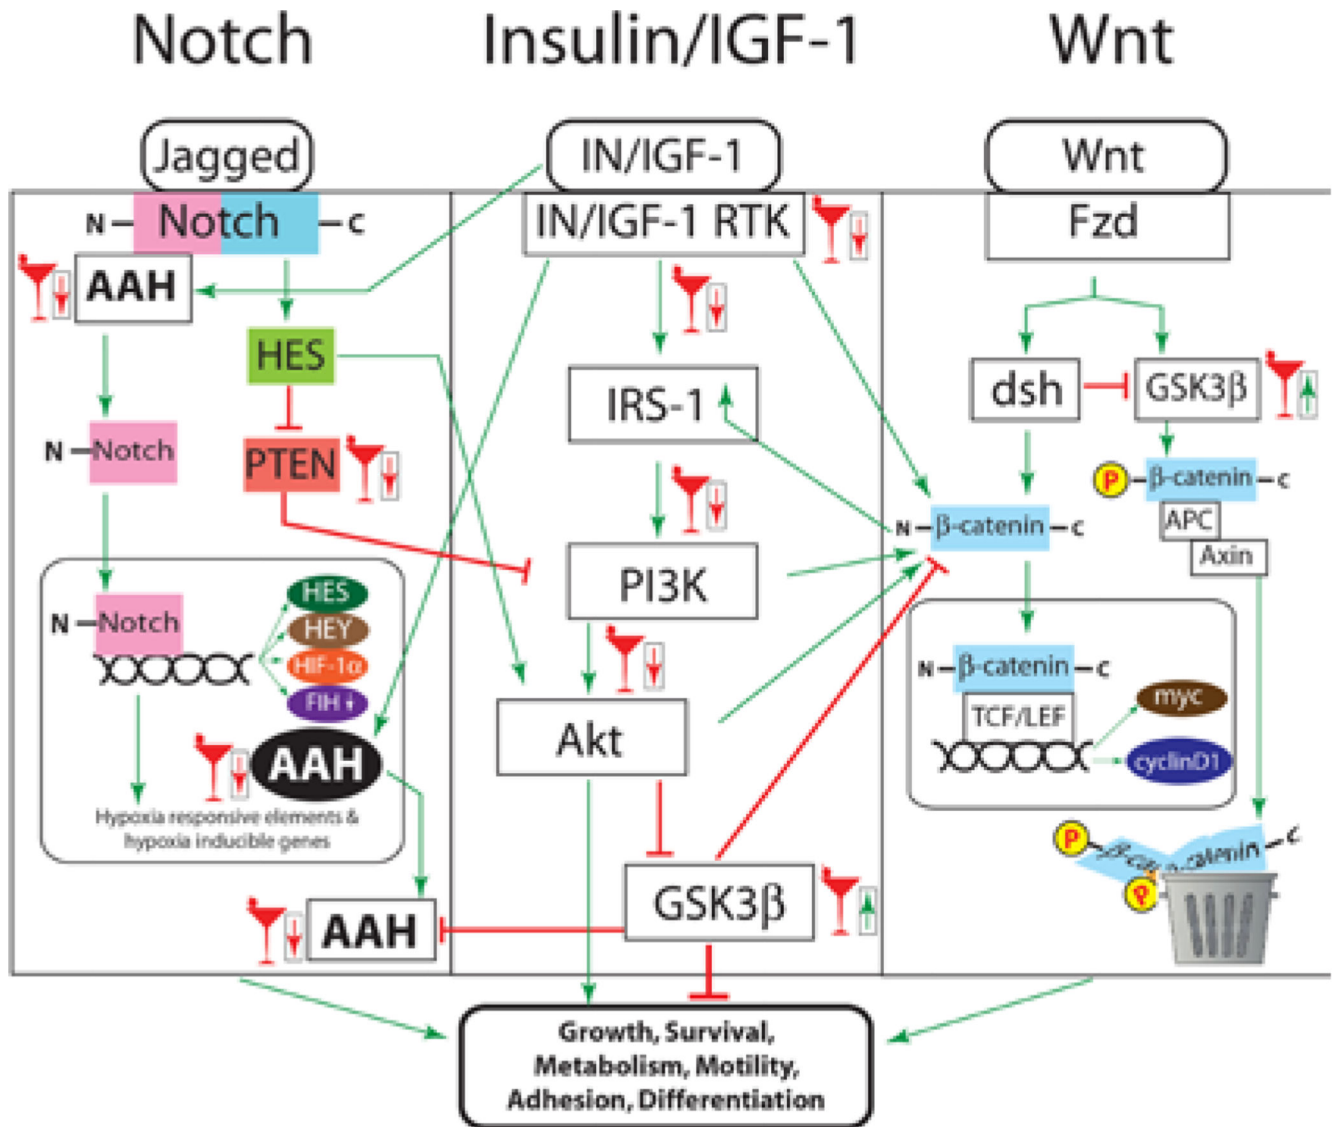 Notch
Insulin/IGF-1
Wnt
Jagged
IN/IGF-1
Wnt
N
Notch
C
IN/IGF-1 RTK
Fzd
AAH
HES
IRS-1
dsh
GSK3β
N
Notch
PTEN
P
β-catenin
C
APC
Axin
N
β-catenin
C
PI3K
N
Notch
HES
HEY
HIF-1α
FIH
AAH
Hypoxia responsive elements &
hypoxia inducible genes
Akt
N
β-catenin
C
TCF/LEF
myc
cyclinD1
P
catenin
C
P
GSK3β
AAH
Growth, Survival,
Metabolism, Motility,
Adhesion, Differentiation